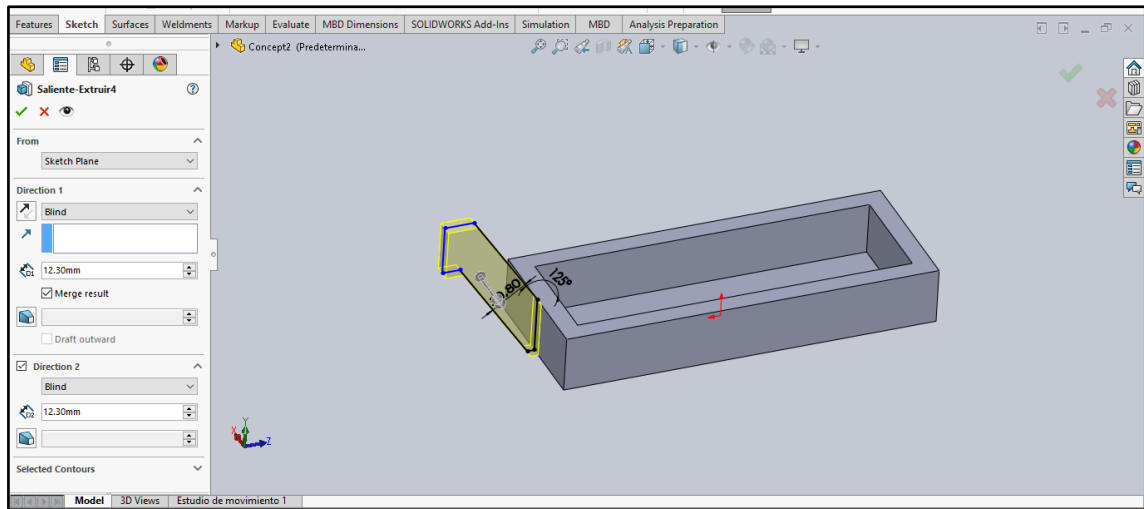 Features Sketch Surfaces Weldments Markup Evaluate MBD Dimensions SOLIDWORKS Add-Ins Simulation MBD Analysis Preparation
Concept2 (Predetermina...
Saliente-Extruir4
From
Sketch Plane
Direction 1
Blind
D1 12.30mm
Merge result
Draft outward
Direction 2
Blind
D2 12.30mm
Selected Contours
125°
Y
X
Z
Model 3D Views Estudio de movimiento 1